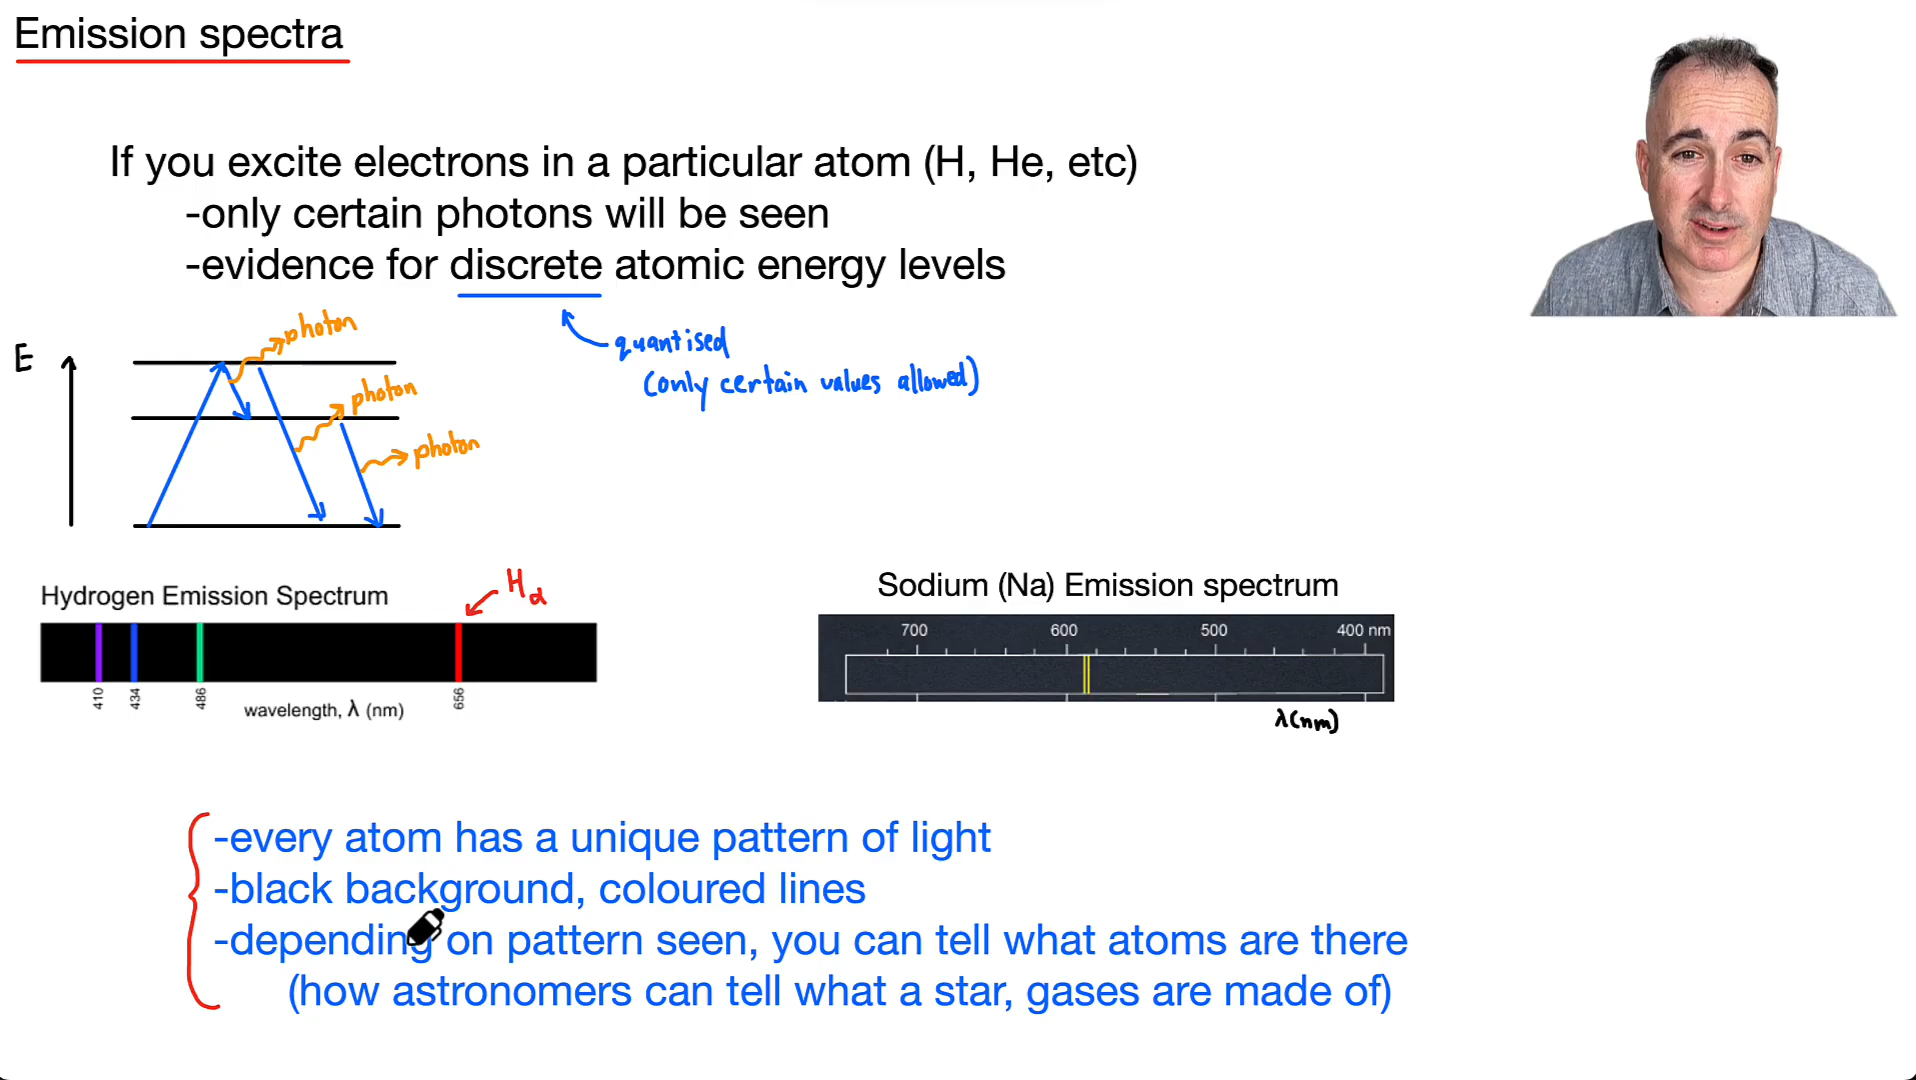 Emission spectra
If you excite electrons in a particular atom (H, He, etc)
-only certain photons will be seen
-evidence for discrete atomic energy levels
quantised
(only certain values allowed)
E
photon
photon
photon
Hydrogen Emission Spectrum
Hα
410
434
486
wavelength, λ (nm)
656
Sodium (Na) Emission spectrum
700 600 500 400 nm
λ(nm)
-every atom has a unique pattern of light
-black background, coloured lines
-depending on pattern seen, you can tell what atoms are there
(how astronomers can tell what a star, gases are made of)